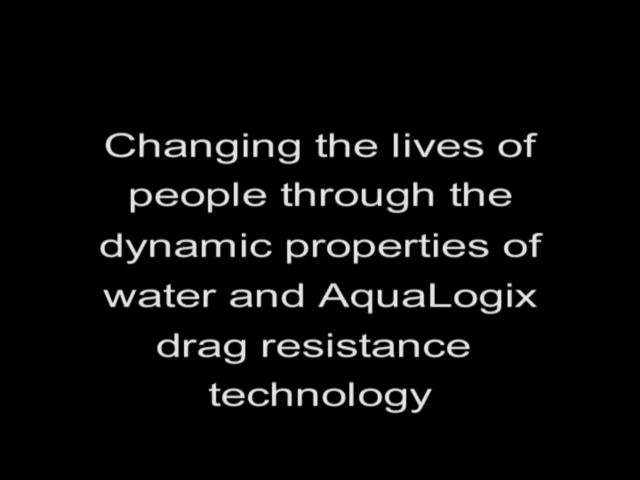 Changing the lives of
people through the
dynamic properties of
water and AquaLogix
drag resistance
technology